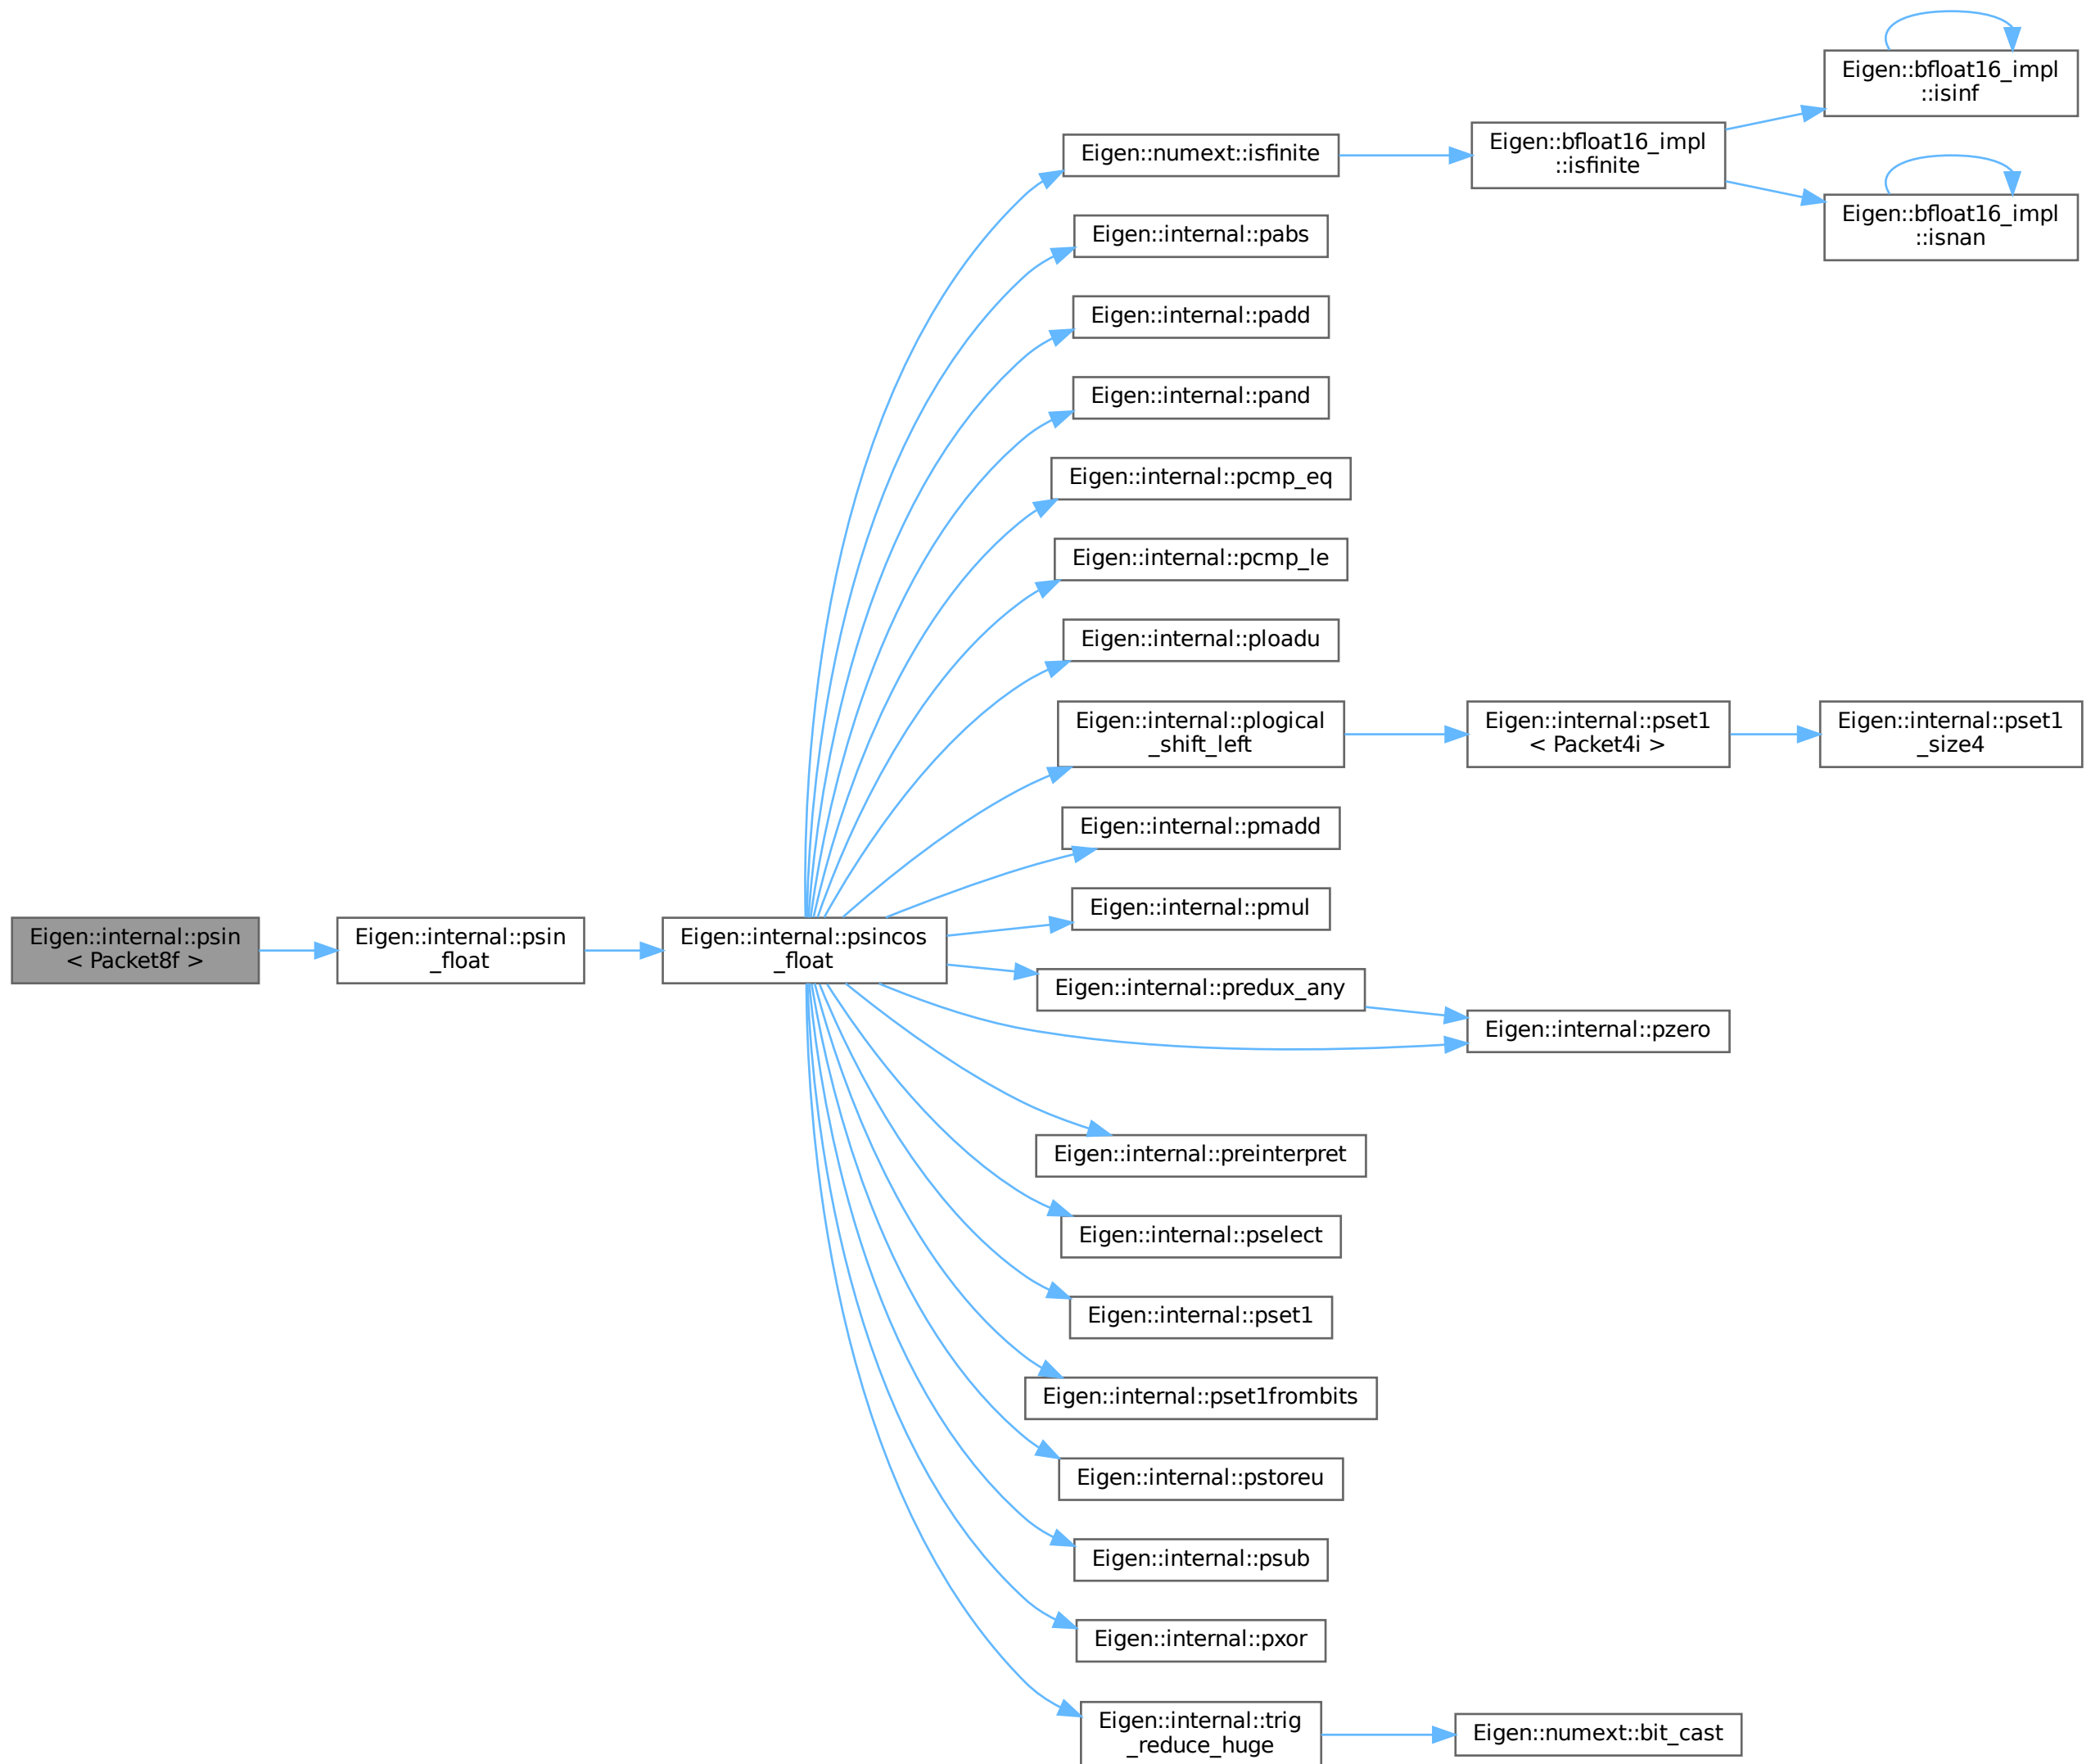 Eigen::internal::psin
< Packet8f >
Eigen::internal::psin
_float
Eigen::internal::psincos
_float
Eigen::numext::isfinite
Eigen::bfloat16_impl
::isfinite
Eigen::bfloat16_impl
::isinf
Eigen::bfloat16_impl
::isnan
Eigen::internal::pabs
Eigen::internal::padd
Eigen::internal::pand
Eigen::internal::pcmp_eq
Eigen::internal::pcmp_le
Eigen::internal::ploadu
Eigen::internal::plogical
_shift_left
Eigen::internal::pset1
< Packet4i >
Eigen::internal::pset1
_size4
Eigen::internal::pmadd
Eigen::internal::pmul
Eigen::internal::predux_any
Eigen::internal::pzero
Eigen::internal::preinterpret
Eigen::internal::pselect
Eigen::internal::pset1
Eigen::internal::pset1frombits
Eigen::internal::pstoreu
Eigen::internal::psub
Eigen::internal::pxor
Eigen::internal::trig
_reduce_huge
Eigen::numext::bit_cast